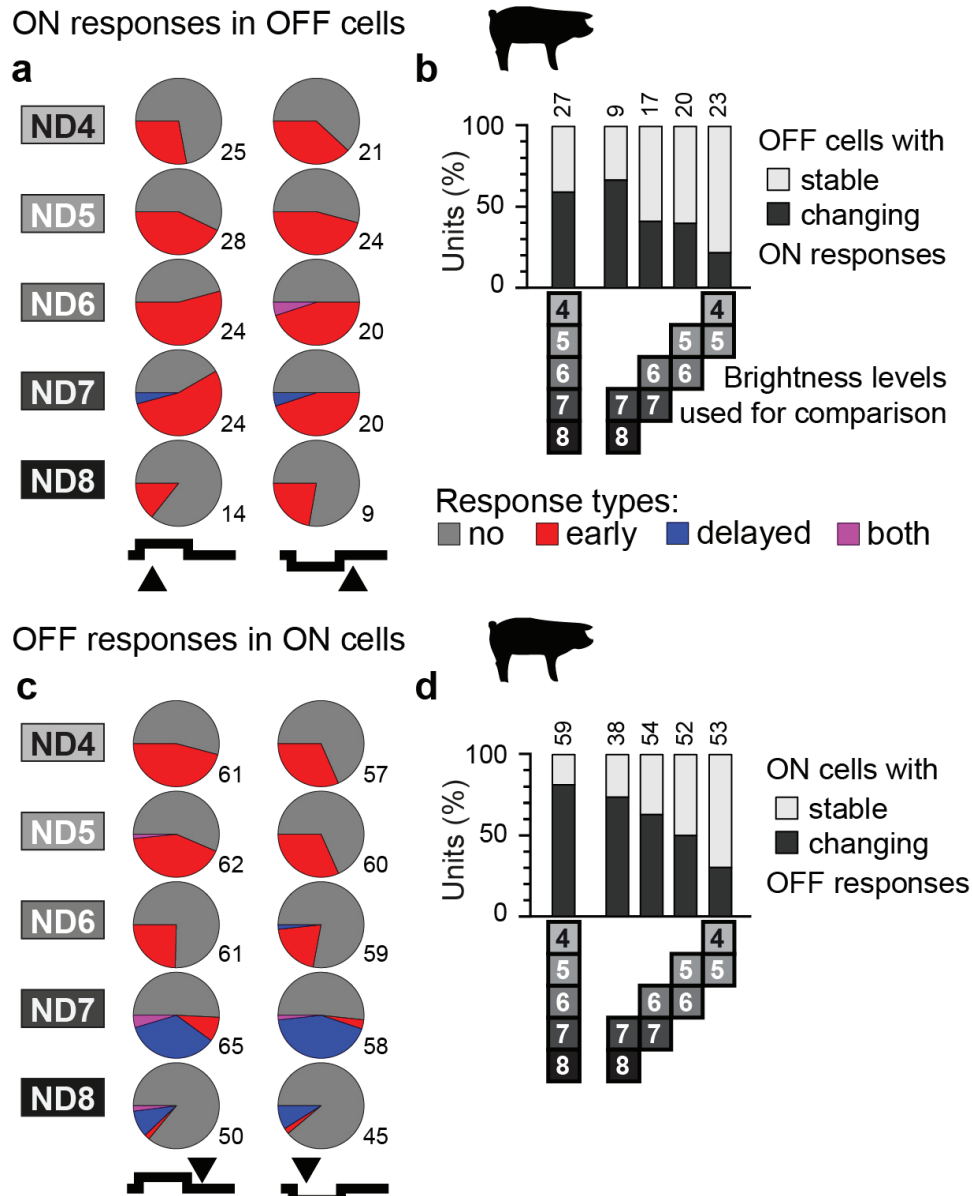 ON responses in OFF cells
a
ND4
25
21
ND5
28
24
ND6
24
20
ND7
24
20
ND8
14
9
b
27
9
17
20
23
100
50
0
Units (%)
OFF cells with
stable
changing
ON responses
4
4
5
5
5
6
6
6
7
7
7
8
8
Brightness levels
used for comparison
Response types:
no
early
delayed
both
OFF responses in ON cells
c
ND4
61
57
ND5
62
60
ND6
61
59
ND7
65
58
ND8
50
45
d
59
38
54
52
53
100
50
0
Units (%)
ON cells with
stable
changing
OFF responses
4
4
5
5
5
6
6
6
7
7
7
8
8